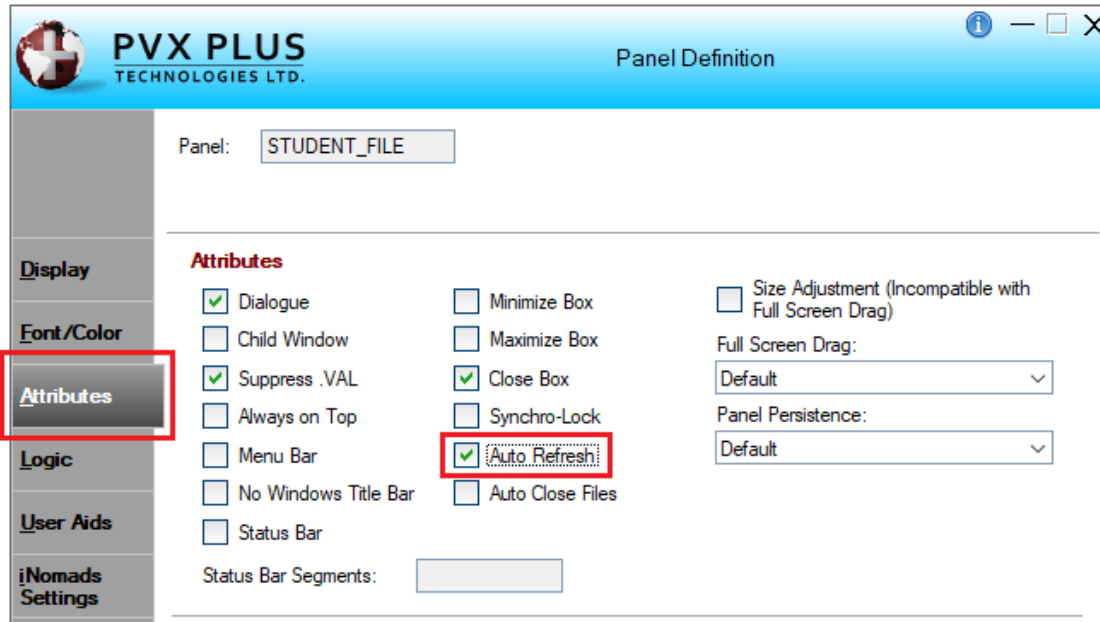 PVX PLUS
TECHNOLOGIES LTD.
Panel Definition
Panel: STUDENT_FILE
Display
Font/Color
Attributes
Logic
User Aids
iNomads
Settings
Attributes
Dialogue
Child Window
Suppress .VAL
Always on Top
Menu Bar
No Windows Title Bar
Status Bar
Status Bar Segments:
Minimize Box
Maximize Box
Close Box
Synchro-Lock
Auto Refresh
Auto Close Files
Size Adjustment (Incompatible with
Full Screen Drag)
Full Screen Drag:
Default
Panel Persistence:
Default